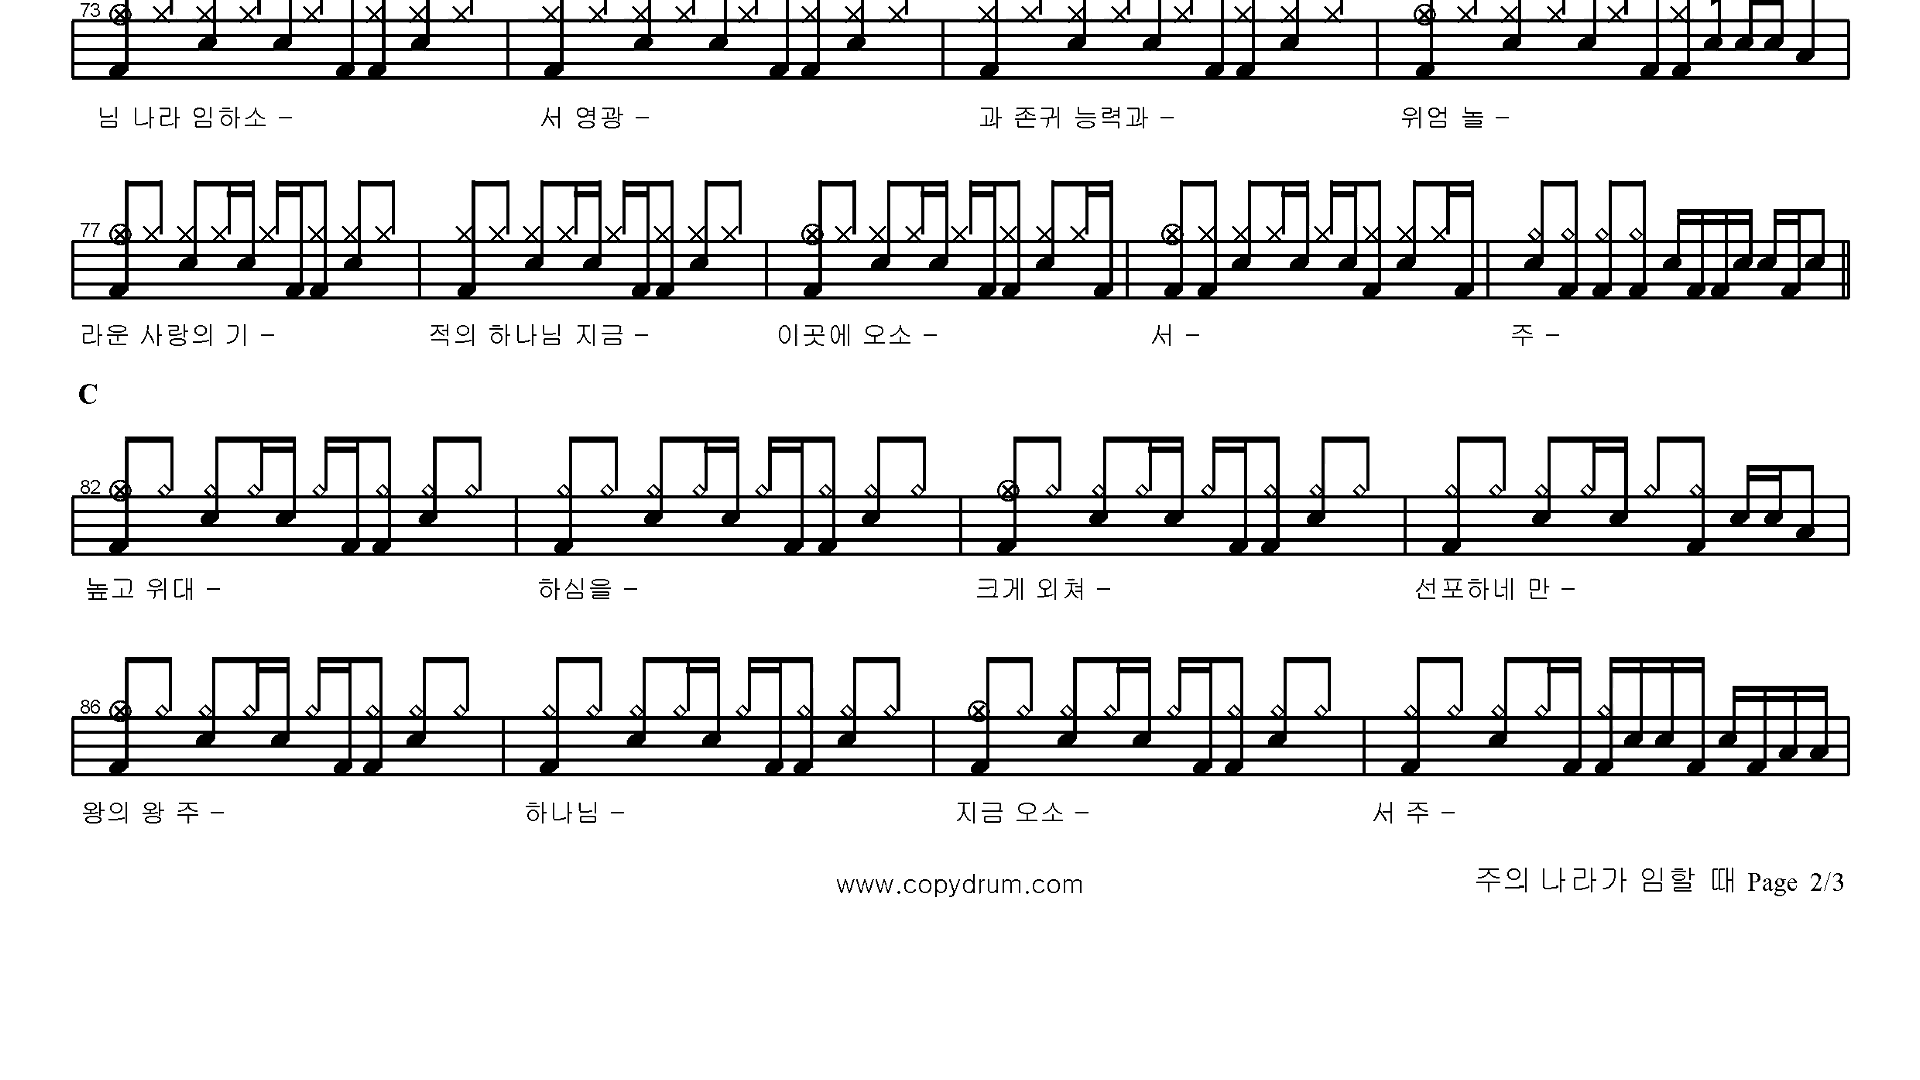 73
님 나라 임하소 – 서 영광 – 과 존귀 능력과 – 위엄 놀 –
77
라운 사랑의 기 – 적의 하나님 지금 – 이곳에 오소 – 서 – 주 –
C
82
높고 위대 – 하심을 – 크게 외쳐 – 선포하네 만 –
86
왕의 왕 주 – 하나님 – 지금 오소 – 서 주 –
www.copydrum.com 주의 나라가 임할 때 Page 2/3